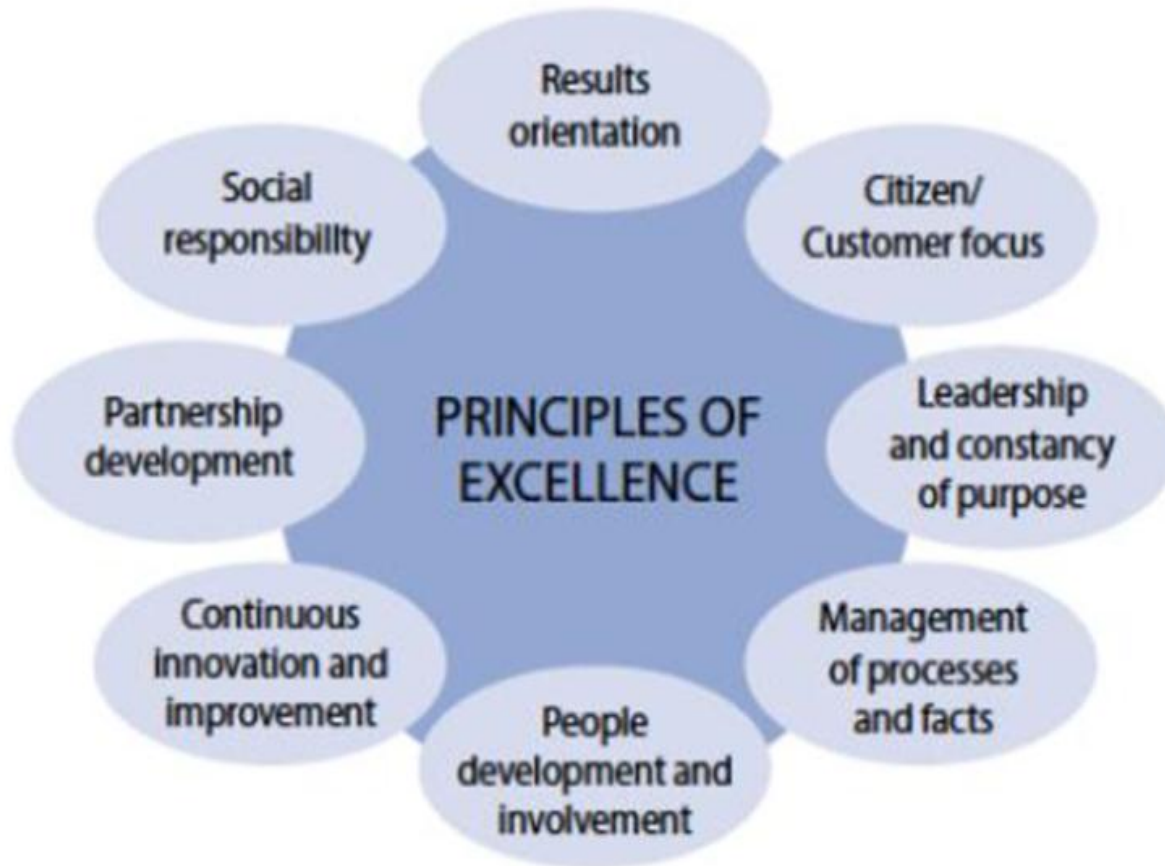 Results
orientation
Citizen/
Customer focus
Leadership
and constancy
of purpose
Management
of processes
and facts
People
development and
involvement
Continuous
innovation and
improvement
Partnership
development
Social
responsibility
PRINCIPLES OF
EXCELLENCE